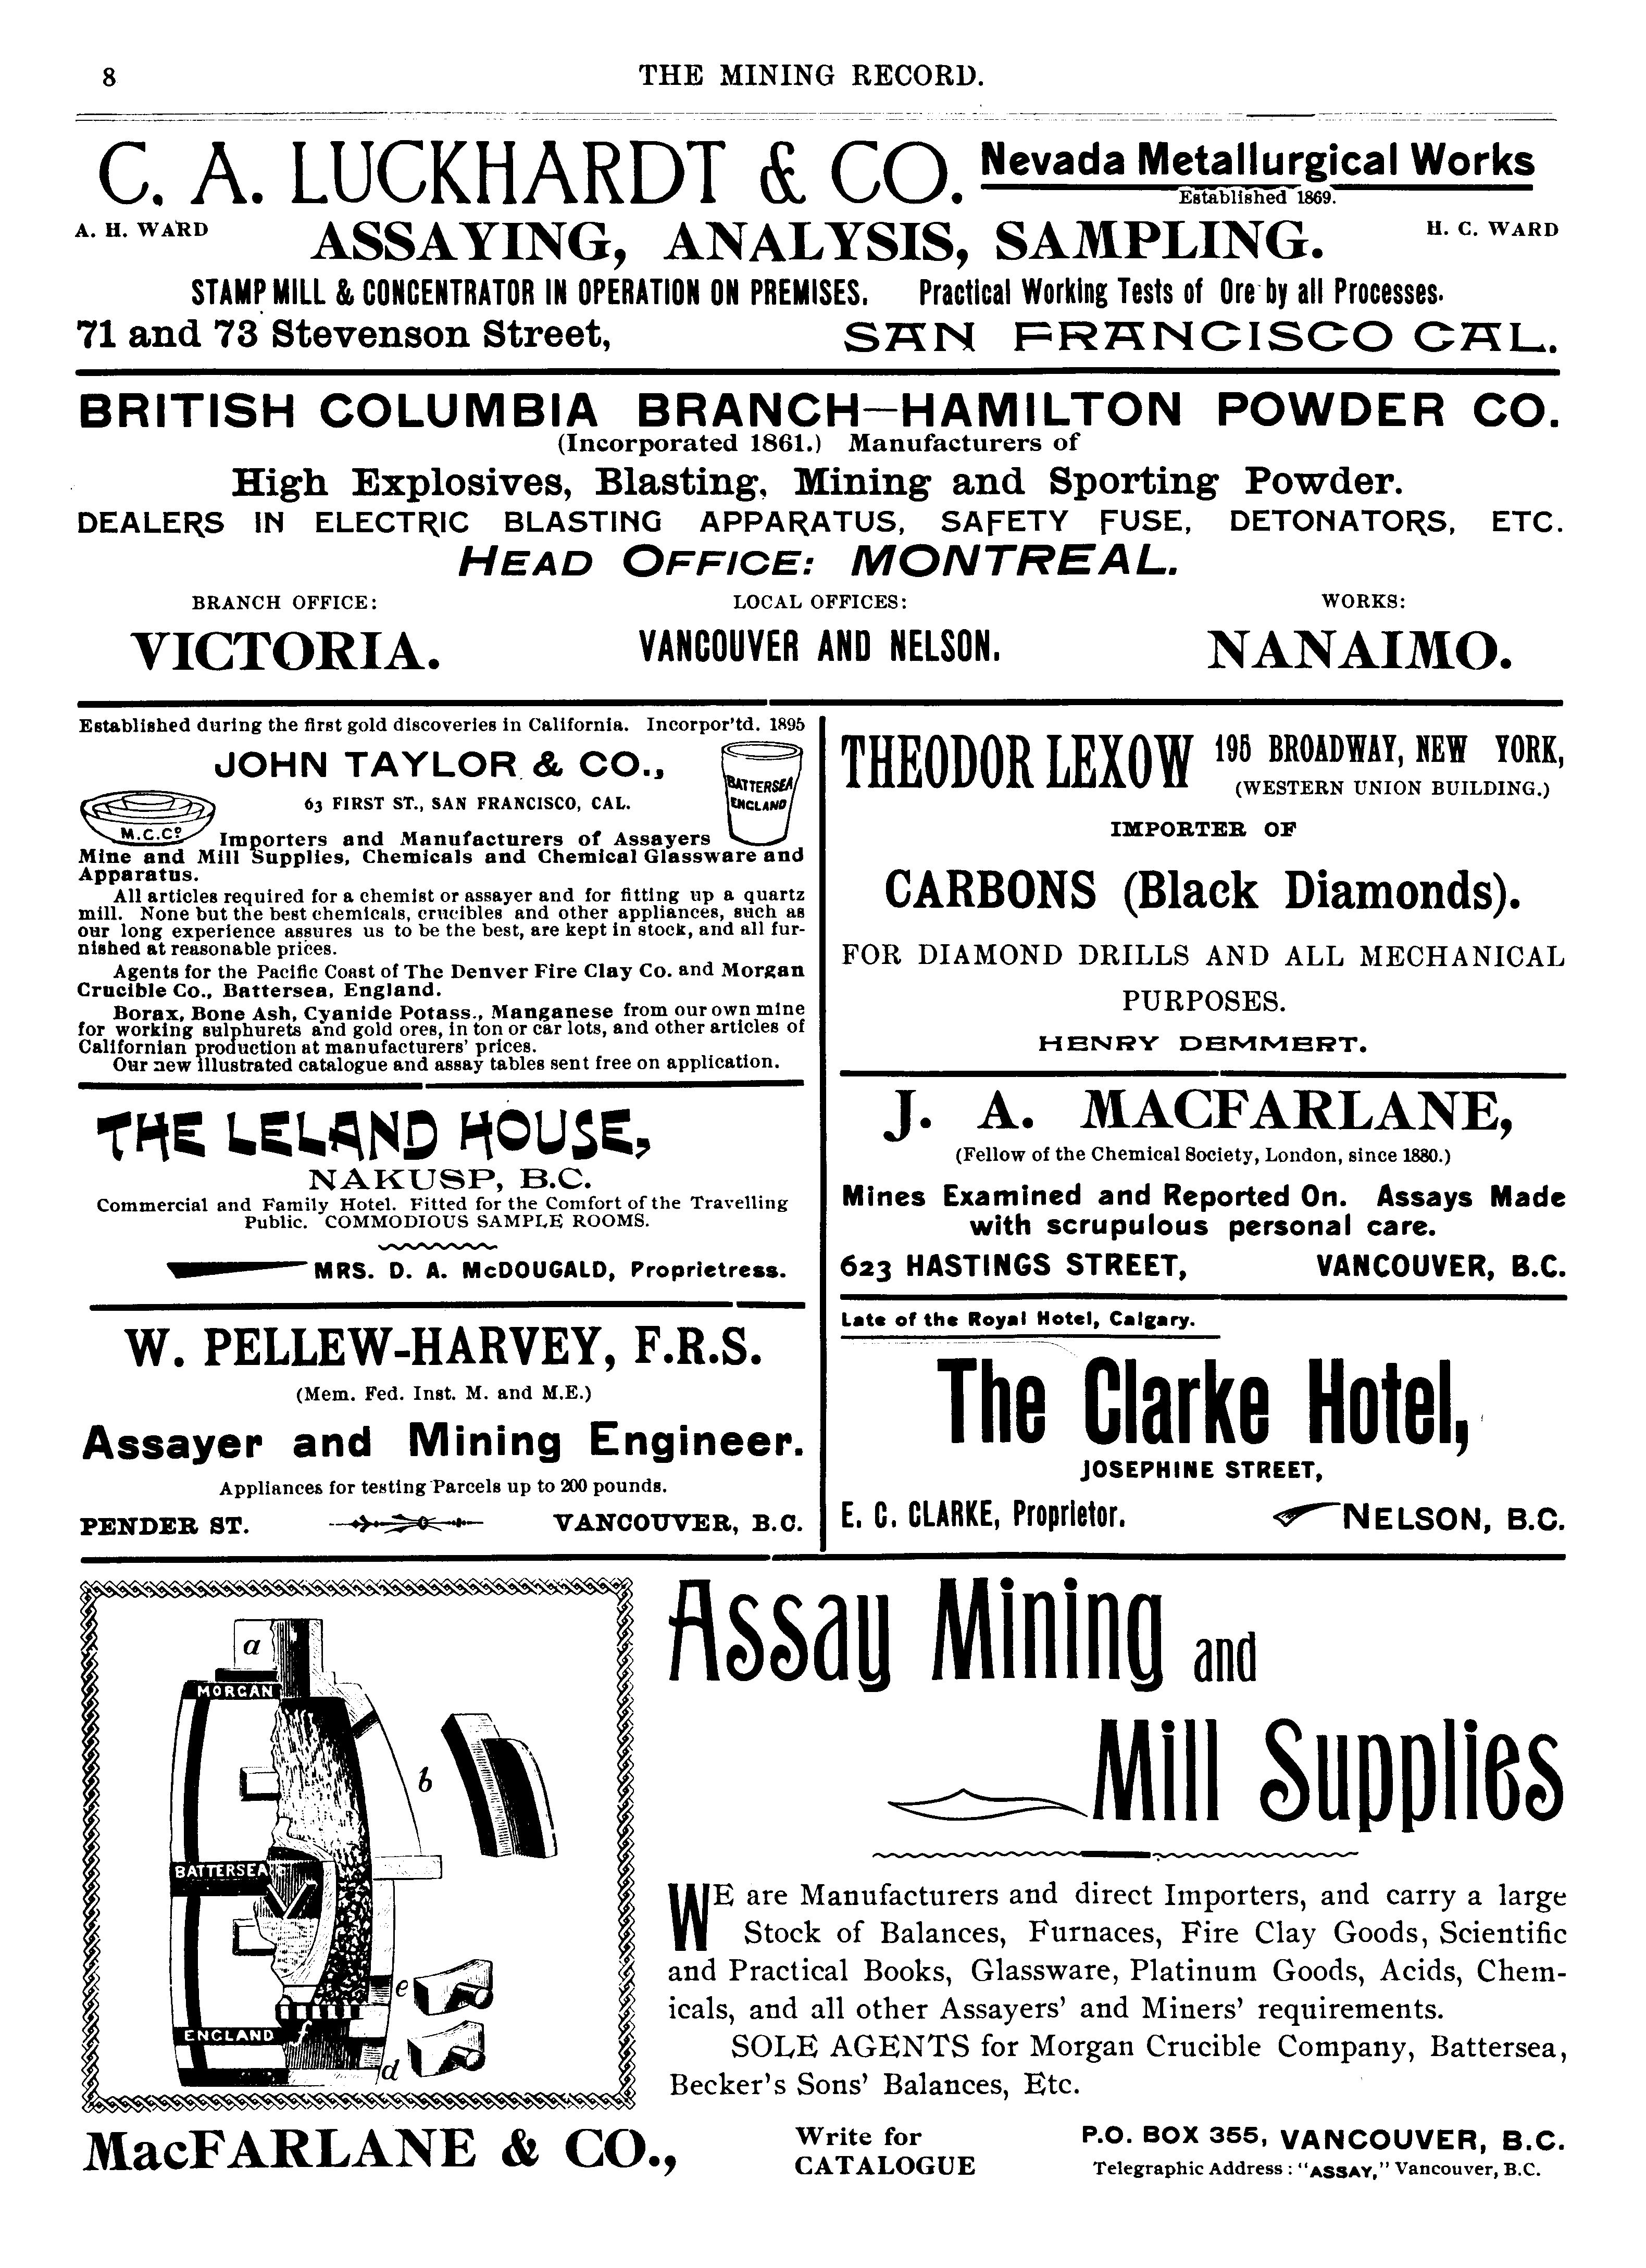 8
THE MINING RECORD.
C. A. LUCKHARDT & CO.
Nevada Metallurgical Works
Established 1869.
A. H. WARD
ASSAYING, ANALYSIS, SAMPLING.
H. C. WARD
STAMP MILL & CONCENTRATOR IN OPERATION ON PREMISES. Practical Working Tests of Ore by all Processes.
71 and 73 Stevenson Street, SAN FRANCISCO CAL.
BRITISH COLUMBIA BRANCH—HAMILTON POWDER CO.
(Incorporated 1861.) Manufacturers of
High Explosives, Blasting, Mining and Sporting Powder.
DEALERS IN ELECTRIC BLASTING APPARATUS, SAFETY FUSE, DETONATORS, ETC.
HEAD OFFICE: MONTREAL.
BRANCH OFFICE:
VICTORIA.
LOCAL OFFICES:
VANCOUVER AND NELSON.
WORKS:
NANAIMO.
Established during the first gold discoveries in California. Incorpor'td. 1895
JOHN TAYLOR & CO.,
63 FIRST ST., SAN FRANCISCO, CAL.
BATTERSEA
ENGLAND
M.C.Co
Importers and Manufacturers of Assayers
Mine and Mill Supplies, Chemicals and Chemical Glassware and
Apparatus.
All articles required for a chemist or assayer and for fitting up a quartz
mill. None but the best chemicals, crucibles and other appliances, such as
our long experience assures us to be the best, are kept in stock, and all fur-
nished at reasonable prices.
Agents for the Pacific Coast of The Denver Fire Clay Co. and Morgan
Crucible Co., Battersea, England.
Borax, Bone Ash, Cyanide Potass., Manganese from our own mine
for working sulphurets and gold ores, in ton or car lots, and other articles of
Californian production at manufacturers' prices.
Our new illustrated catalogue and assay tables sent free on application.
THE LELAND HOUSE,
NAKUSP, B.C.
Commercial and Family Hotel. Fitted for the Comfort of the Travelling
Public. COMMODIOUS SAMPLE ROOMS.
MRS. D. A. McDOUGALD, Proprietress.
W. PELLEW-HARVEY, F.R.S.
(Mem. Fed. Inst. M. and M.E.)
Assayer and Mining Engineer.
Appliances for testing Parcels up to 200 pounds.
PENDER ST. VANCOUVER, B.C.
THEODOR LEXOW
195 BROADWAY, NEW YORK,
(WESTERN UNION BUILDING.)
IMPORTER OF
CARBONS (Black Diamonds).
FOR DIAMOND DRILLS AND ALL MECHANICAL
PURPOSES.
HENRY DEMMERT.
J. A. MACFARLANE,
(Fellow of the Chemical Society, London, since 1880.)
Mines Examined and Reported On. Assays Made
with scrupulous personal care.
623 HASTINGS STREET, VANCOUVER, B.C.
Late of the Royal Hotel, Calgary.
The Clarke Hotel,
JOSEPHINE STREET,
E. C. CLARKE, Proprietor. NELSON, B.C.
a
MORGAN
b
BATTERSEA
c
e
ENGLAND
f
d
Assay Mining and
Mill Supplies
WE are Manufacturers and direct Importers, and carry a large
Stock of Balances, Furnaces, Fire Clay Goods, Scientific
and Practical Books, Glassware, Platinum Goods, Acids, Chem-
icals, and all other Assayers' and Miners' requirements.
SOLE AGENTS for Morgan Crucible Company, Battersea,
Becker's Sons' Balances, Etc.
MacFARLANE & CO.,
Write for
CATALOGUE
P.O. BOX 355, VANCOUVER, B.C.
Telegraphic Address: "ASSAY," Vancouver, B.C.